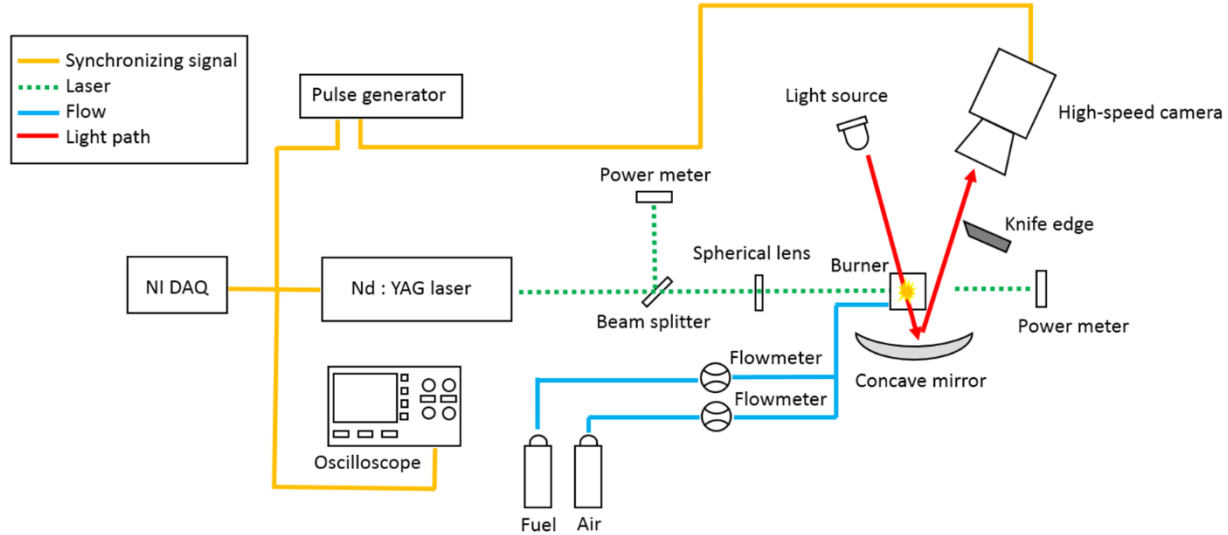 Synchronizing signal
Laser
Flow
Light path
Pulse generator
Light source
High-speed camera
Power meter
Knife edge
Spherical lens
Burner
NI DAQ
Nd : YAG laser
Beam splitter
Power meter
Flowmeter
Concave mirror
Flowmeter
Oscilloscope
Fuel
Air